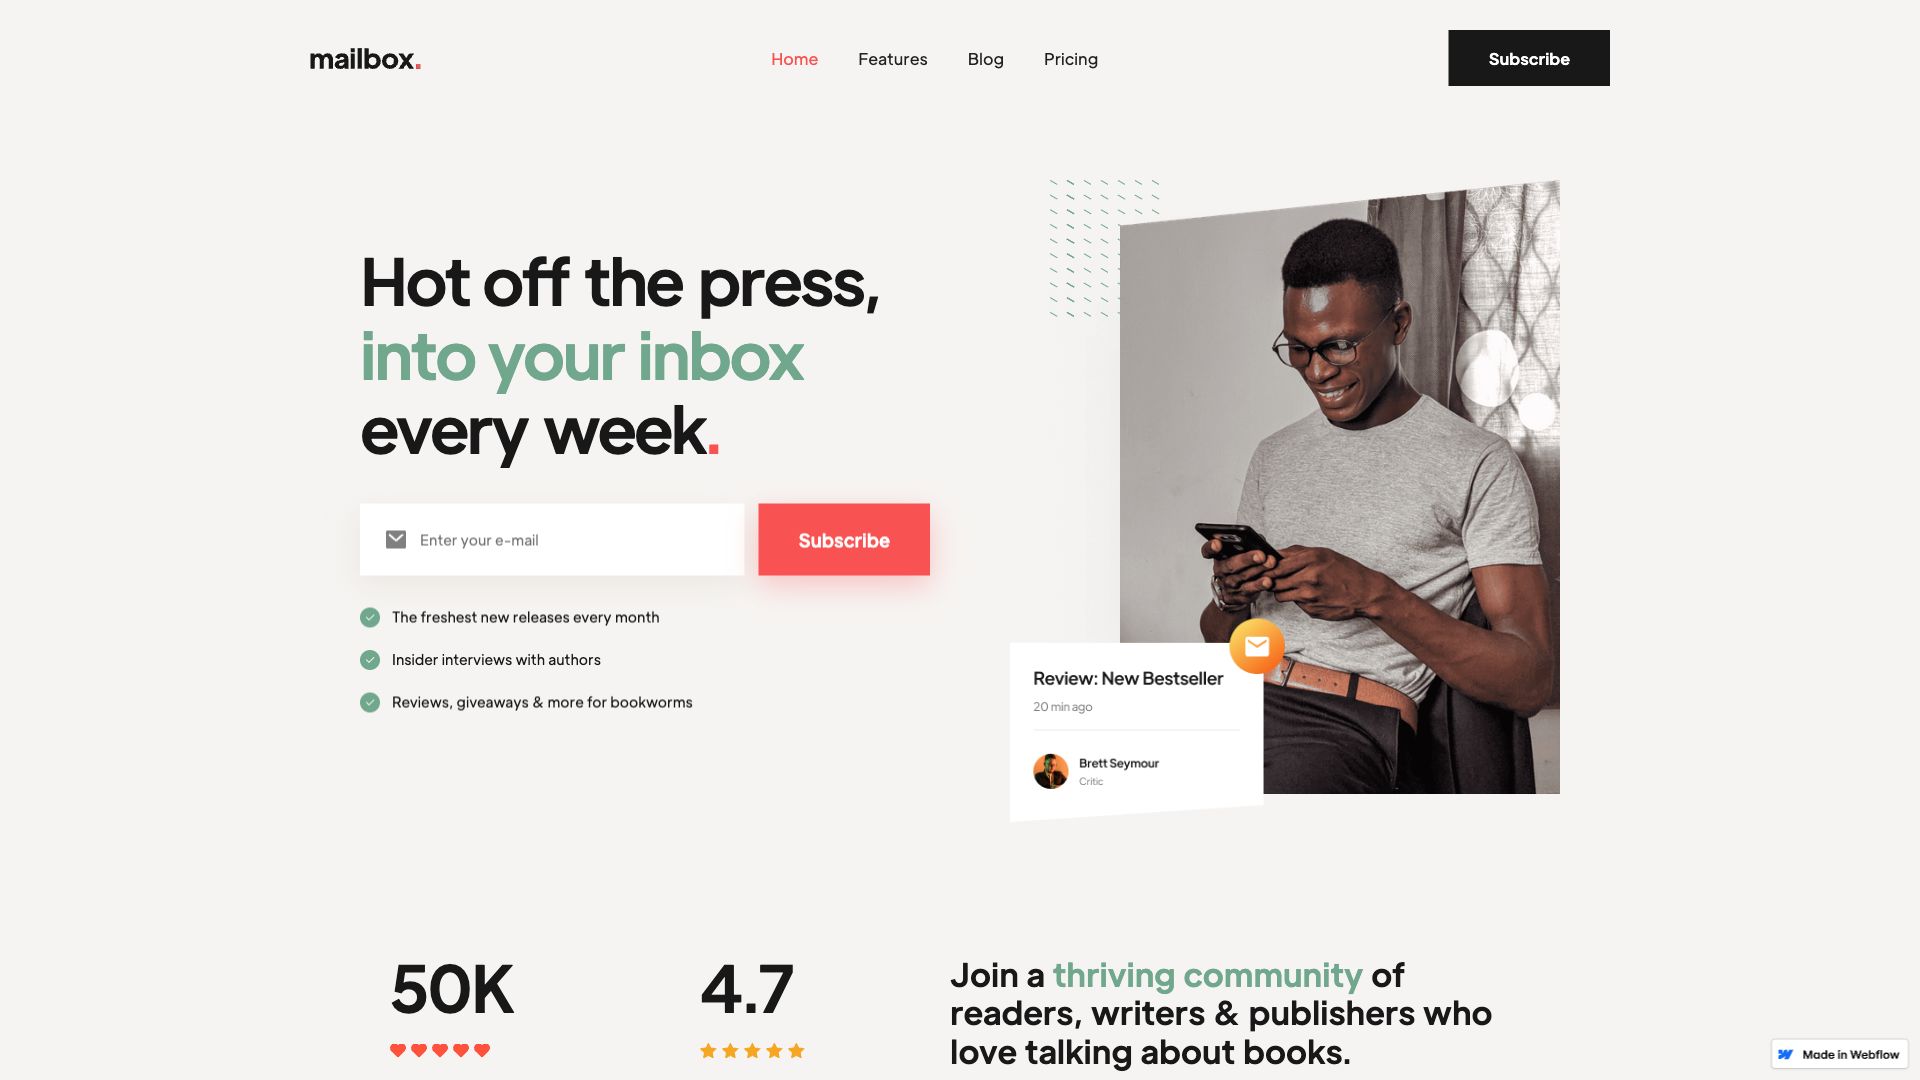 mailbox.
Home
Features
Blog
Pricing
Subscribe
Hot off the press,
into your inbox
every week.
Enter your e-mail
Subscribe
The freshest new releases every month
Insider interviews with authors
Reviews, giveaways & more for bookworms
Review: New Bestseller
20 min ago
Brett Seymour
Critic
50K
4.7
Join a thriving community of
readers, writers & publishers who
love talking about books.
Made in Webflow